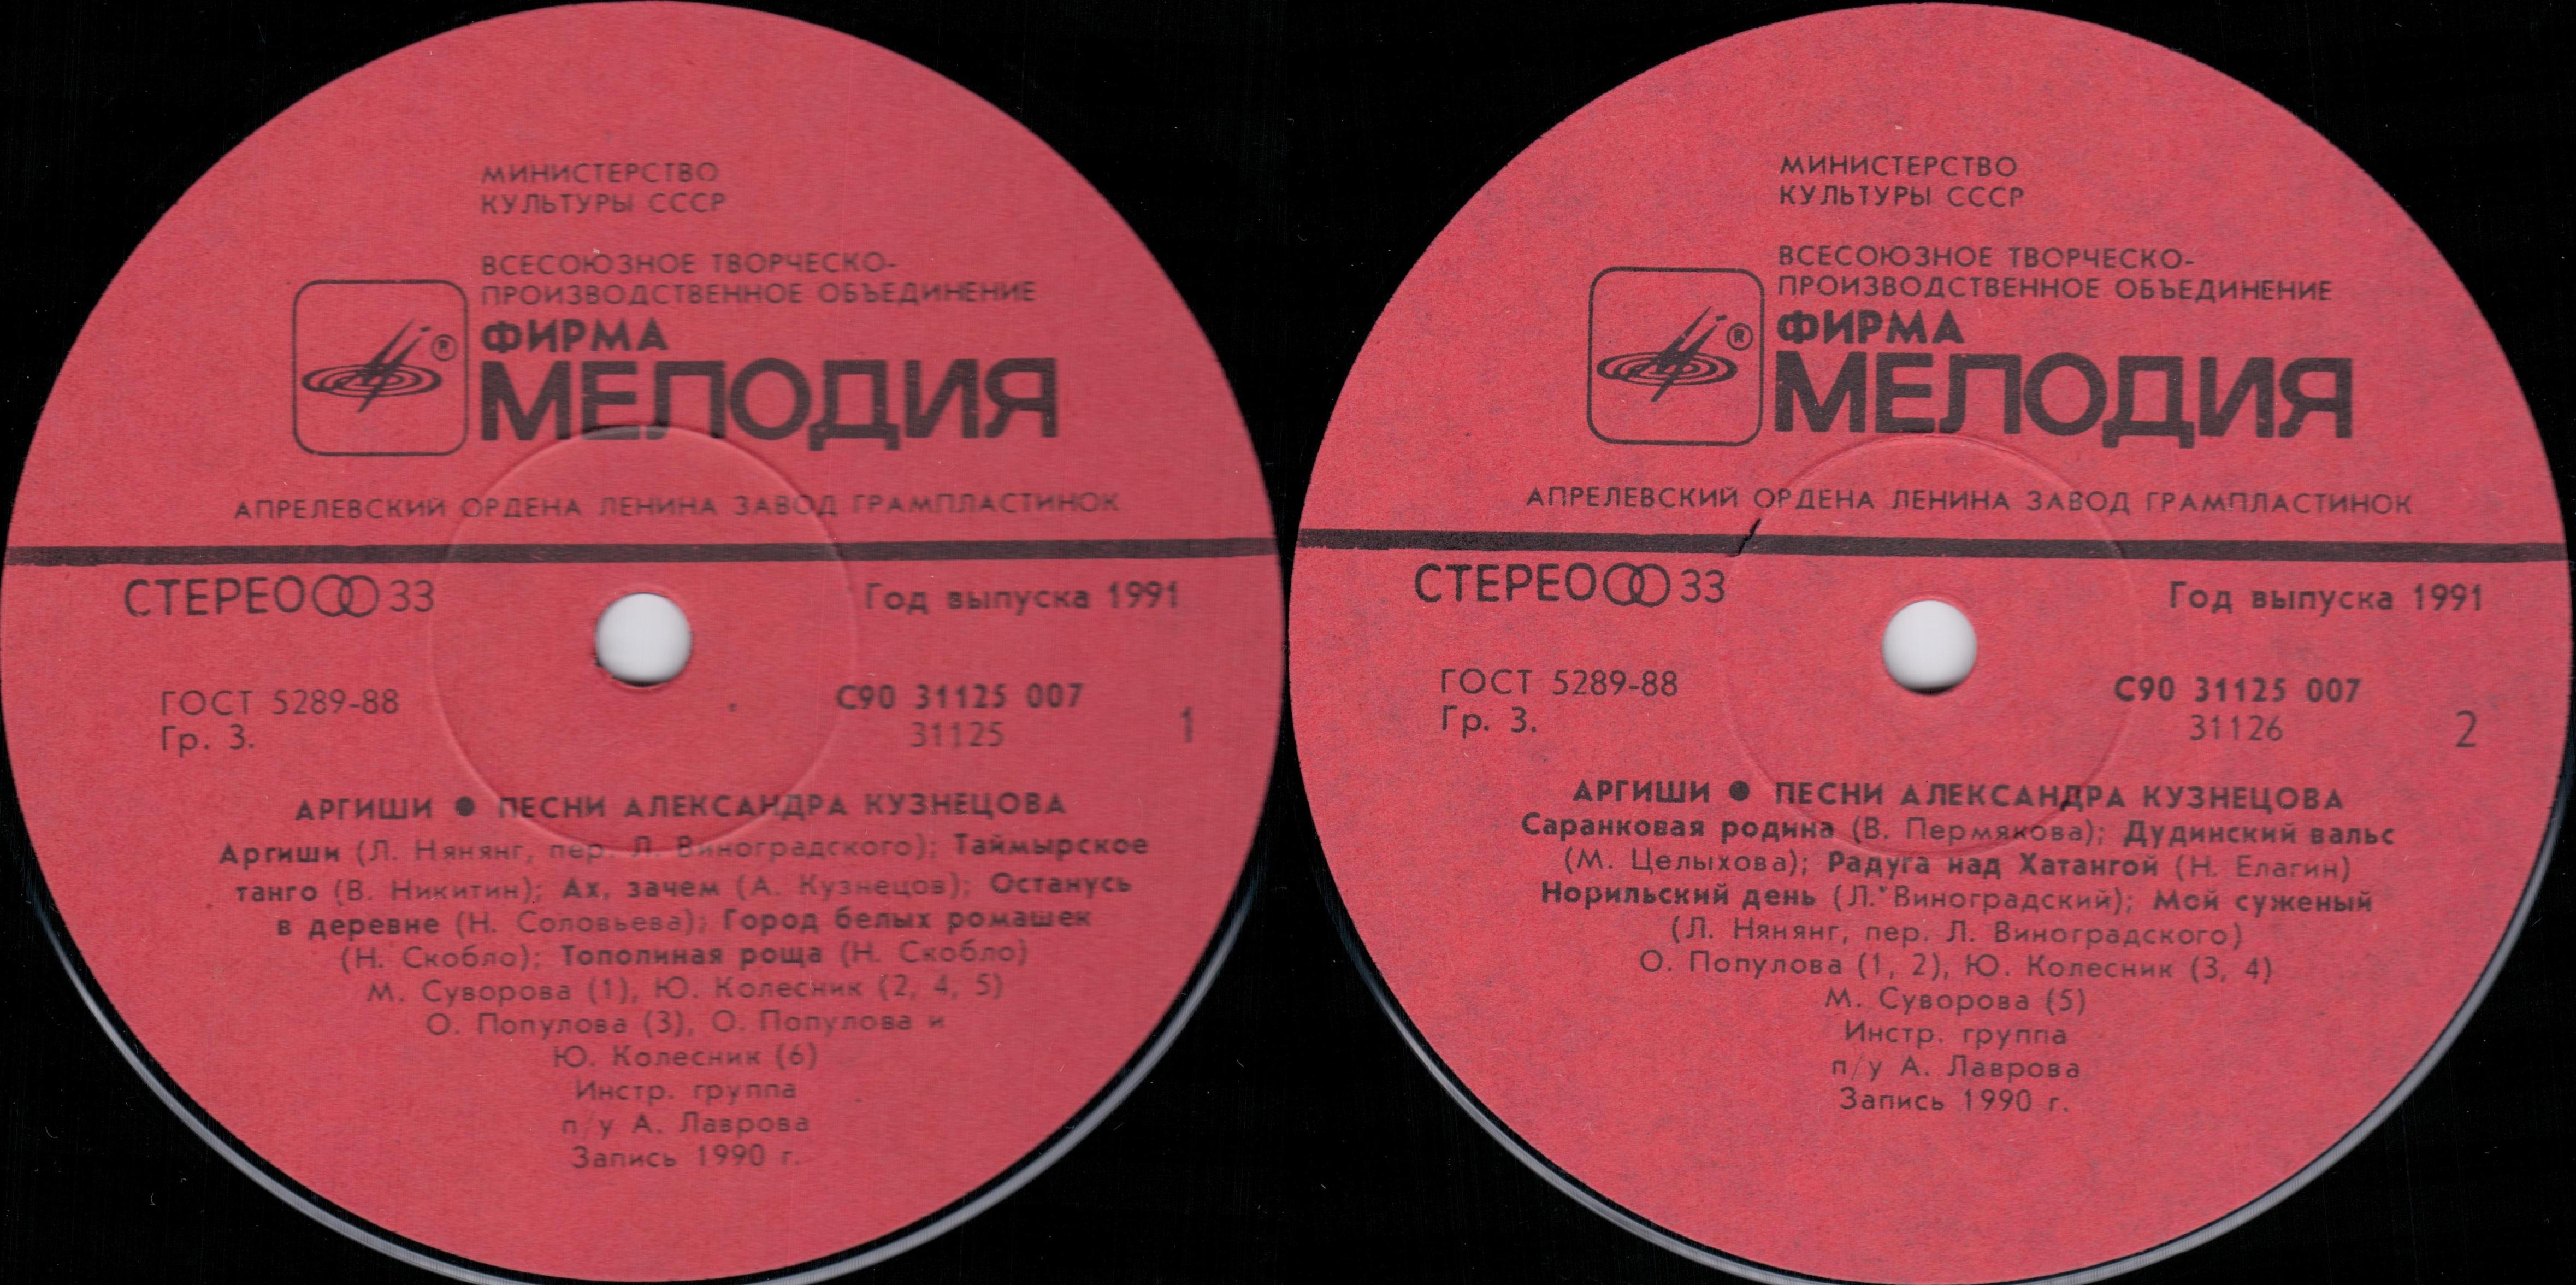 МИНИСТЕРСТВО
КУЛЬТУРЫ СССР
ВСЕСОЮЗНОЕ ТВОРЧЕСКО-
ПРОИЗВОДСТВЕННОЕ ОБЪЕДИНЕНИЕ
®
ФИРМА
МЕЛОДИЯ
АПРЕЛЕВСКИЙ ОРДЕНА ЛЕНИНА ЗАВОД ГРАМПЛАСТИНОК
СТЕРЕО 33
Год выпуска 1991
ГОСТ 5289-88
Гр. 3.
С90 31125 007
31125
1
АРГИШИ ● ПЕСНИ АЛЕКСАНДРА КУЗНЕЦОВА
Аргиши (Л. Нянянг, пер. Л. Виноградского); Таймырское
танго (В. Никитин); Ах, зачем (А. Кузнецов); Останусь
в деревне (Н. Соловьева); Город белых ромашек
(Н. Скобло); Тополиная роща (Н. Скобло)
М. Суворова (1), Ю. Колесник (2, 4, 5)
О. Популова (3), О. Популова и
Ю. Колесник (6)
Инстр. группа
п/у А. Лаврова
Запись 1990 г.
МИНИСТЕРСТВО
КУЛЬТУРЫ СССР
ВСЕСОЮЗНОЕ ТВОРЧЕСКО-
ПРОИЗВОДСТВЕННОЕ ОБЪЕДИНЕНИЕ
®
ФИРМА
МЕЛОДИЯ
АПРЕЛЕВСКИЙ ОРДЕНА ЛЕНИНА ЗАВОД ГРАМПЛАСТИНОК
СТЕРЕО 33
Год выпуска 1991
ГОСТ 5289-88
Гр. 3.
С90 31125 007
31126
2
АРГИШИ ● ПЕСНИ АЛЕКСАНДРА КУЗНЕЦОВА
Саранковая родина (В. Пермякова); Дудинский вальс
(М. Целыхова); Радуга над Хатангой (Н. Елагин)
Норильский день (Л. Виноградский); Мой суженый
(Л. Нянянг, пер. Л. Виноградского)
О. Популова (1, 2), Ю. Колесник (3, 4)
М. Суворова (5)
Инстр. группа
п/у А. Лаврова
Запись 1990 г.